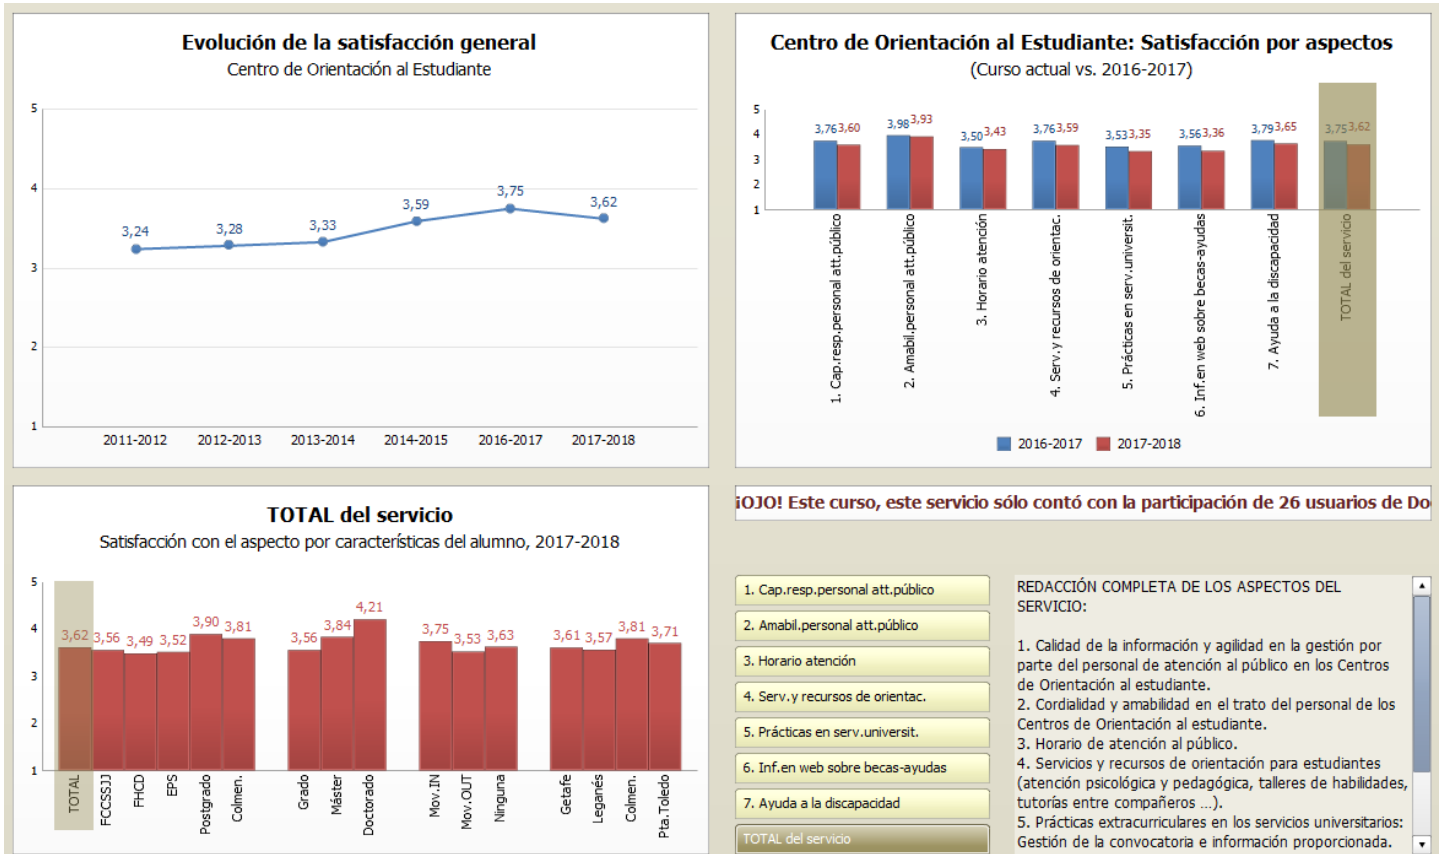 Evolución de la satisfacción general
Centro de Orientación al Estudiante
5
4
3
2
1
3,24
3,28
3,33
3,59
3,75
3,62
2011-2012
2012-2013
2013-2014
2014-2015
2016-2017
2017-2018
Centro de Orientación al Estudiante: Satisfacción por aspectos
(Curso actual vs. 2016-2017)
5
4
3
2
1
3,76 3,60
3,98 3,93
3,50 3,43
3,76 3,59
3,53 3,35
3,56 3,36
3,79 3,65
3,75 3,62
1. Cap.resp.personal att.público
2. Amabil.personal att.público
3. Horario atención
4. Serv.y recursos de orientac.
5. Prácticas en serv.universit.
6. Inf.en web sobre becas-ayudas
7. Ayuda a la discapacidad
TOTAL del servicio
2016-2017
2017-2018
TOTAL del servicio
Satisfacción con el aspecto por características del alumno, 2017-2018
5
4
3
2
1
3,62
3,56
3,49
3,52
3,90
3,81
3,56
3,84
4,21
3,75
3,53
3,63
3,61
3,57
3,81
3,71
TOTAL
FCCSSJJ
FHCD
EPS
Postgrado
Colmen.
Grado
Máster
Doctorado
Mov.IN
Mov.OUT
Ninguna
Getafe
Leganés
Colmen.
Pta.Toledo
¡OJO! Este curso, este servicio sólo contó con la participación de 26 usuarios de Do
1. Cap.resp.personal att.público
2. Amabil.personal att.público
3. Horario atención
4. Serv.y recursos de orientac.
5. Prácticas en serv.universit.
6. Inf.en web sobre becas-ayudas
7. Ayuda a la discapacidad
TOTAL del servicio
REDACCIÓN COMPLETA DE LOS ASPECTOS DEL
SERVICIO:
1. Calidad de la información y agilidad en la gestión por
parte del personal de atención al público en los Centros
de Orientación al estudiante.
2. Cordialidad y amabilidad en el trato del personal de los
Centros de Orientación al estudiante.
3. Horario de atención al público.
4. Servicios y recursos de orientación para estudiantes
(atención psicológica y pedagógica, talleres de habilidades,
tutorías entre compañeros ...).
5. Prácticas extracurriculares en los servicios universitarios:
Gestión de la convocatoria e información proporcionada.